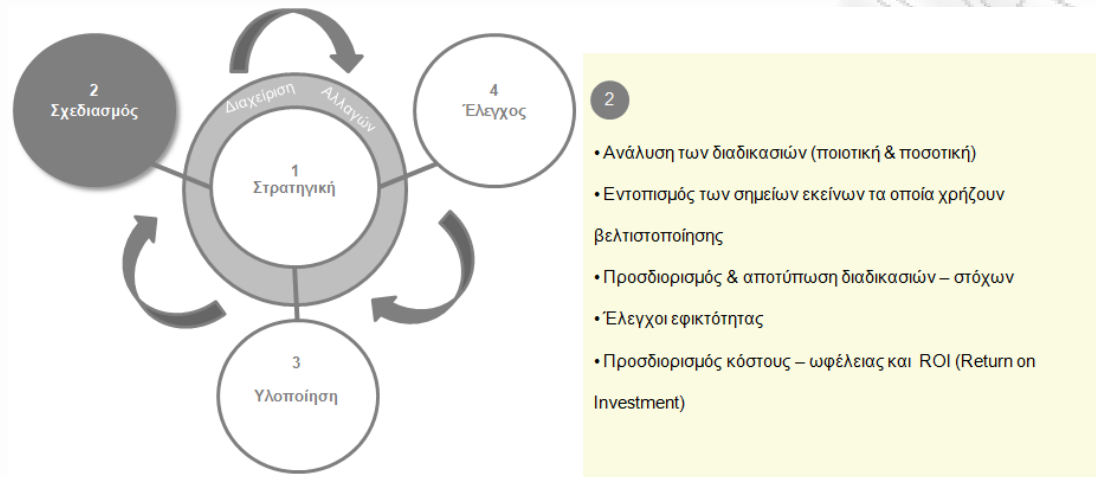 2
Σχεδιασμός
Διαχείριση Αλλαγών
4
Έλεγχος
1
Στρατηγική
3
Υλοποίηση
2
• Ανάλυση των διαδικασιών (ποιοτική & ποσοτική)
• Εντοπισμός των σημείων εκείνων τα οποία χρήζουν
βελτιστοποίησης
• Προσδιορισμός & αποτύπωση διαδικασιών – στόχων
• Έλεγχοι εφικτότητας
• Προσδιορισμός κόστους – ωφέλειας και ROI (Return on
Investment)